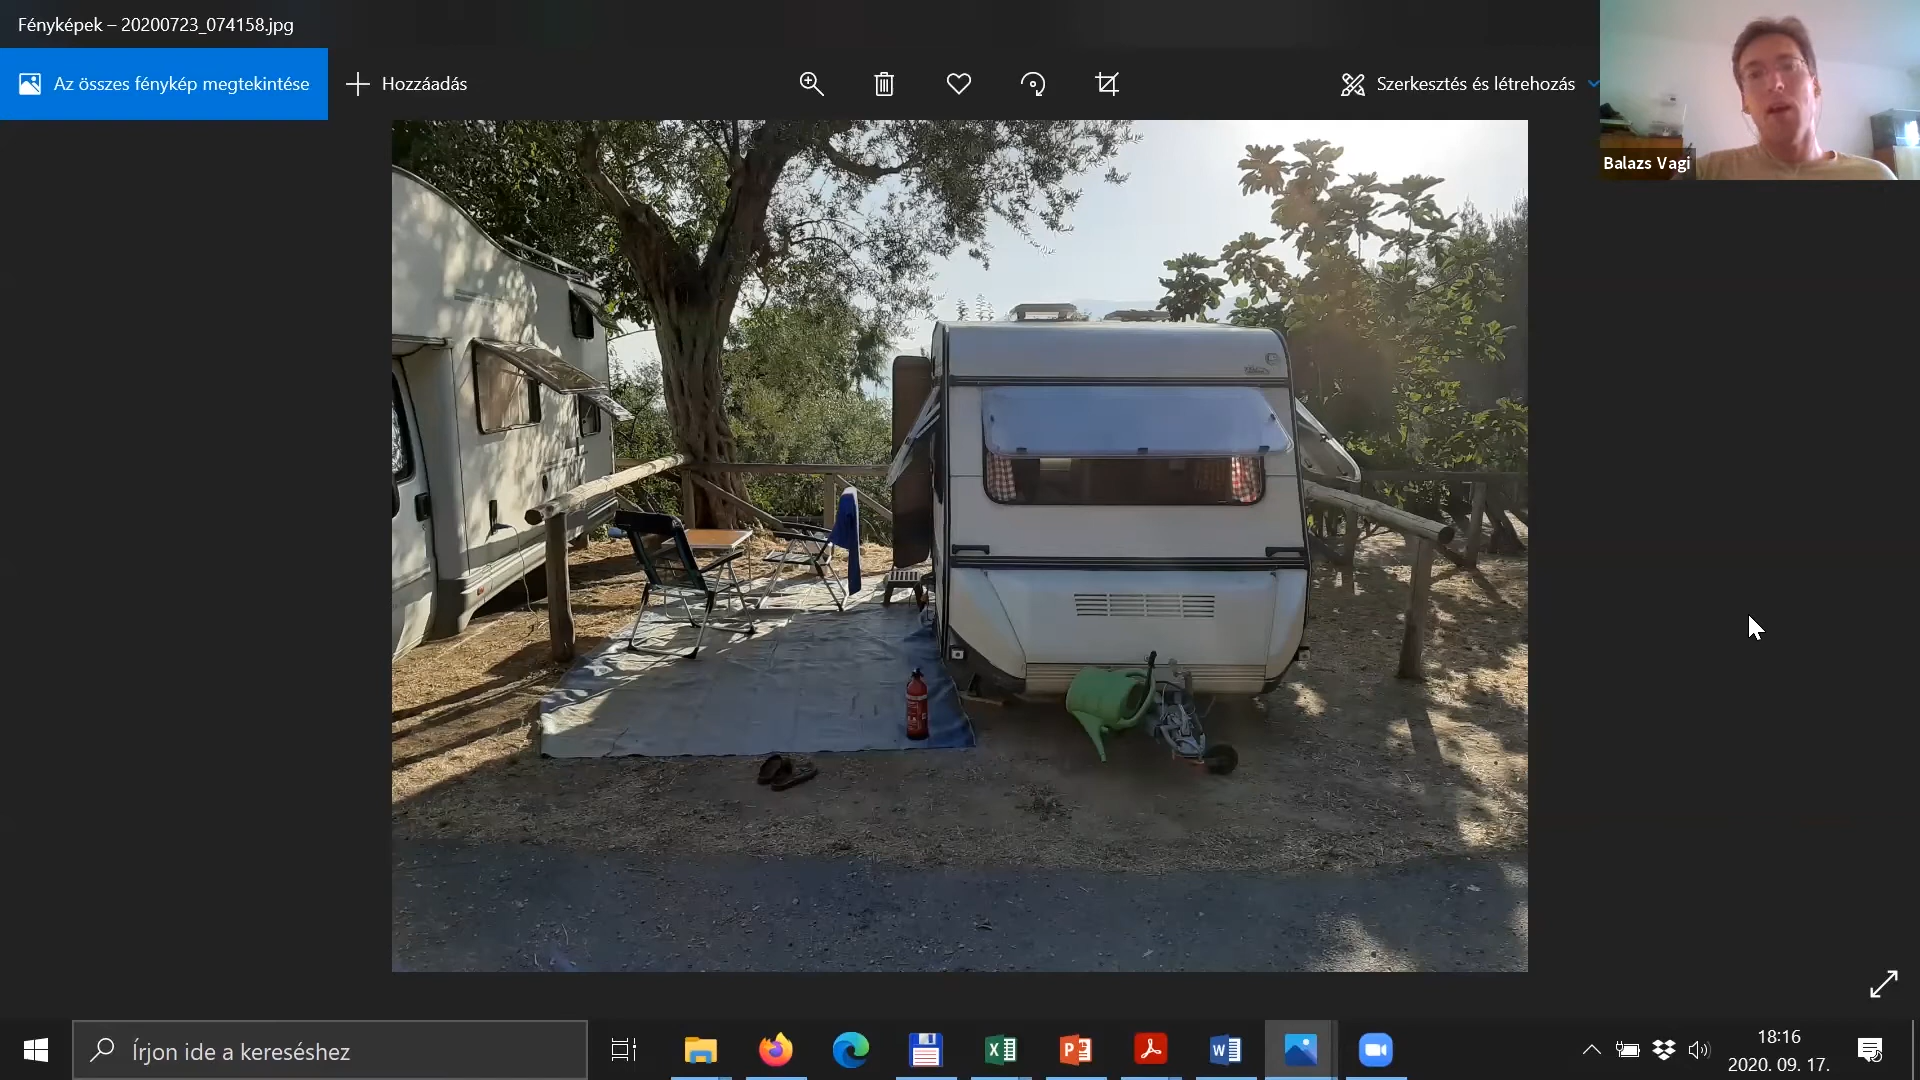 Fényképek – 20200723_074158.jpg
Az összes fénykép megtekintése
Hozzáadás
Szerkesztés és létrehozás
Balazs Vagi
Írjon ide a kereséshez
18:16
2020. 09. 17.